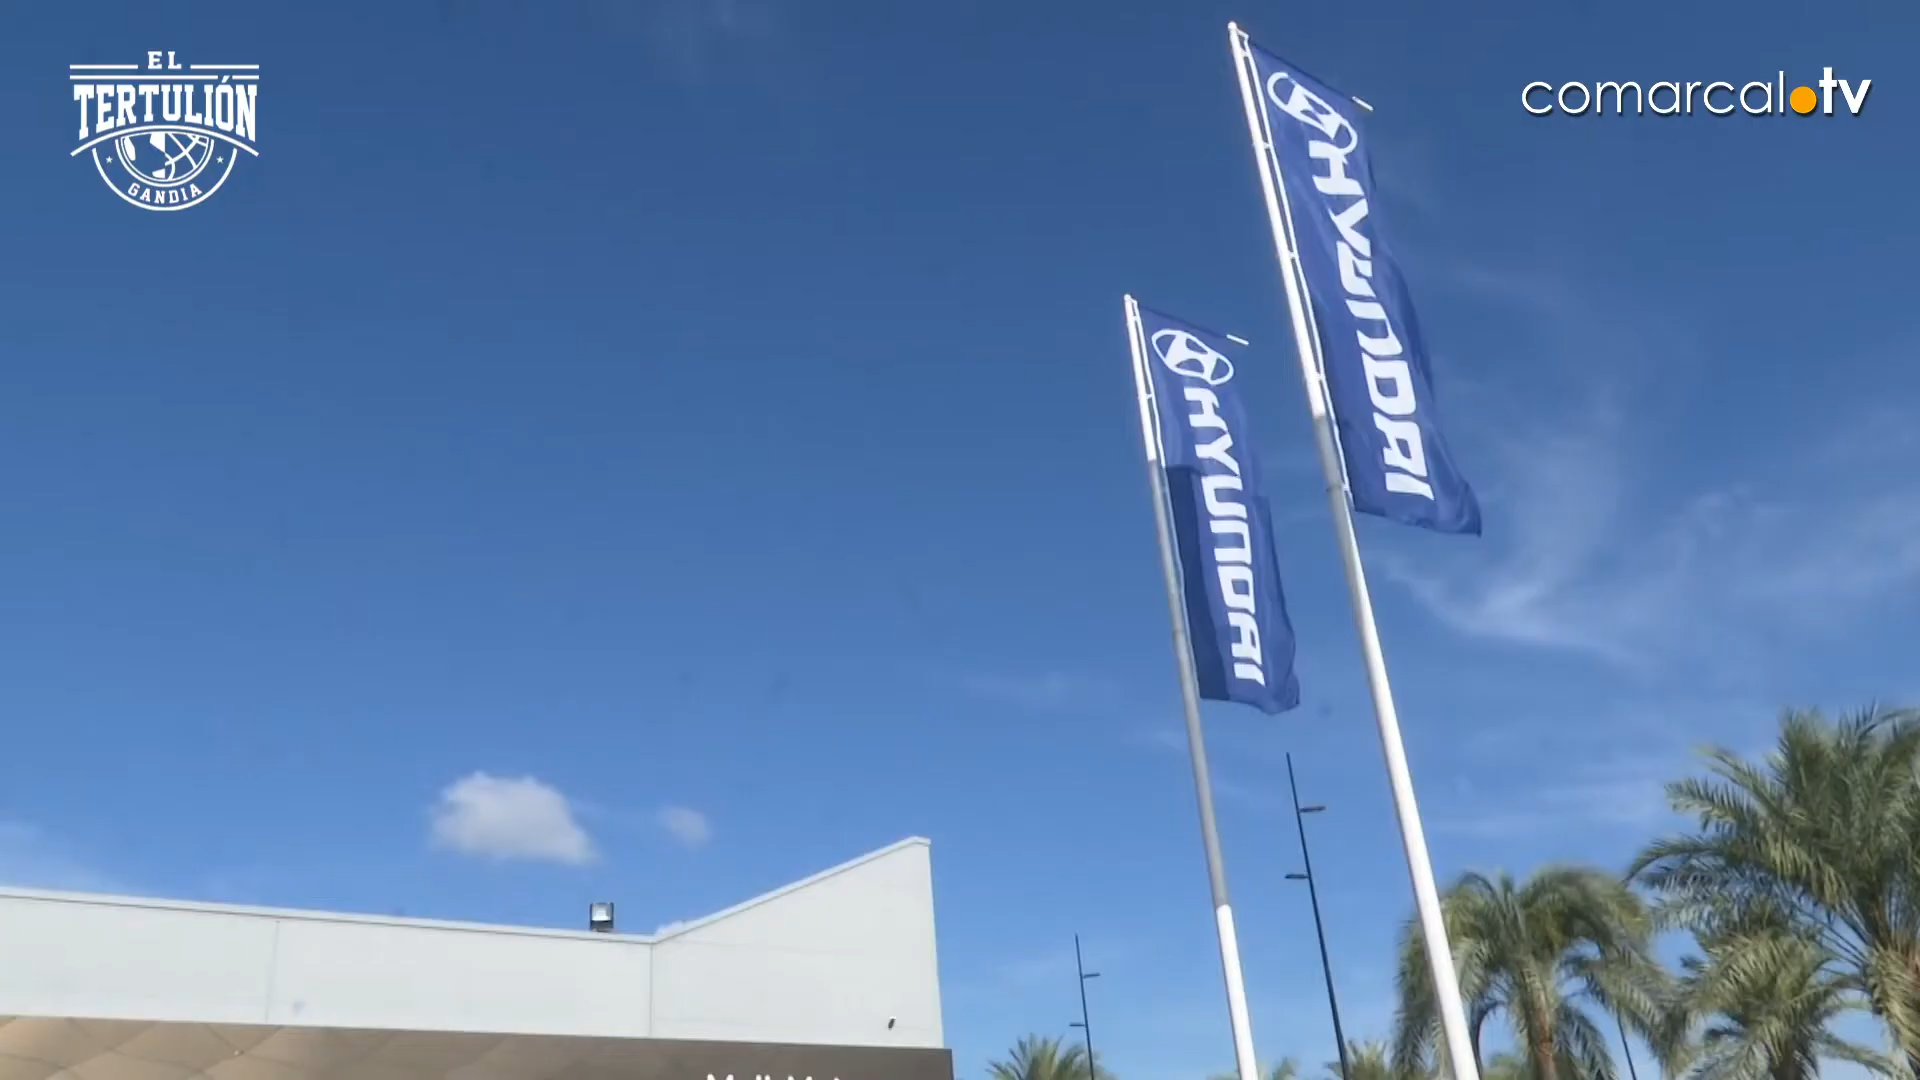 EL
TERTULIÓN
GANDIA
comarcal.tv
HYUNDAI
HYUNDAI